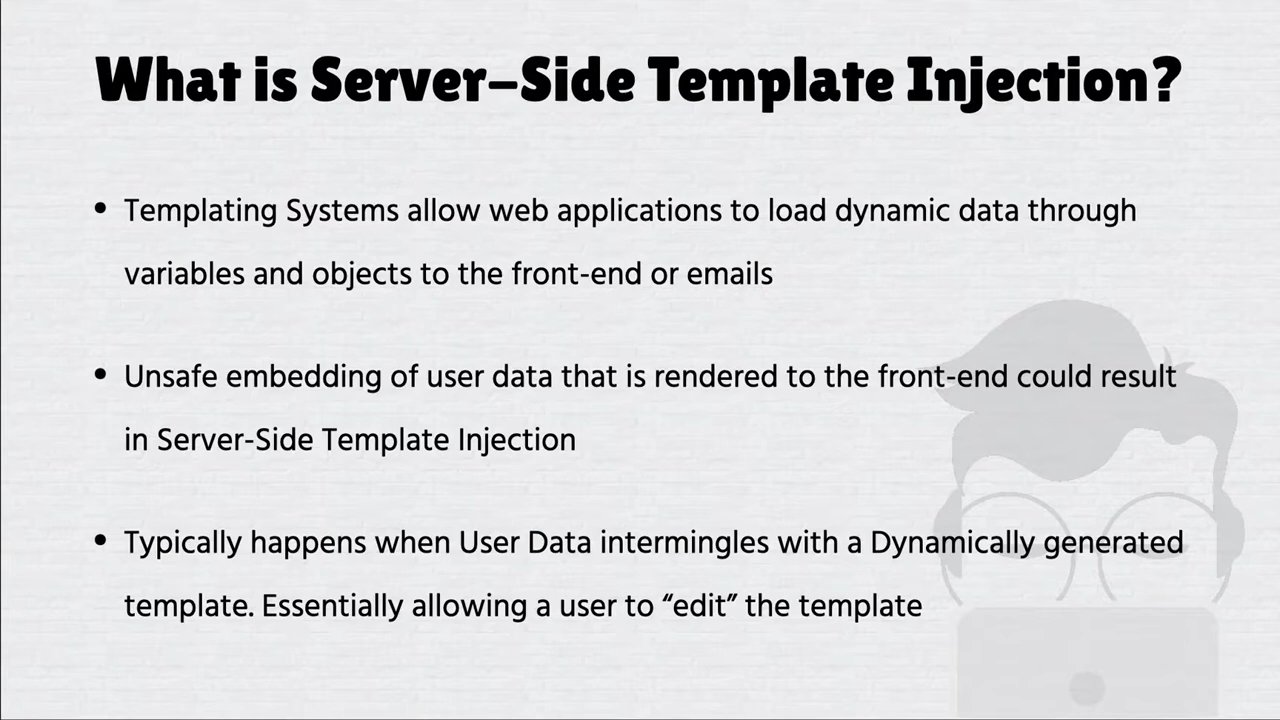 What is Server-Side Template Injection?
• Templating Systems allow web applications to load dynamic data through
variables and objects to the front-end or emails
• Unsafe embedding of user data that is rendered to the front-end could result
in Server-Side Template Injection
• Typically happens when User Data intermingles with a Dynamically generated
template. Essentially allowing a user to “edit” the template